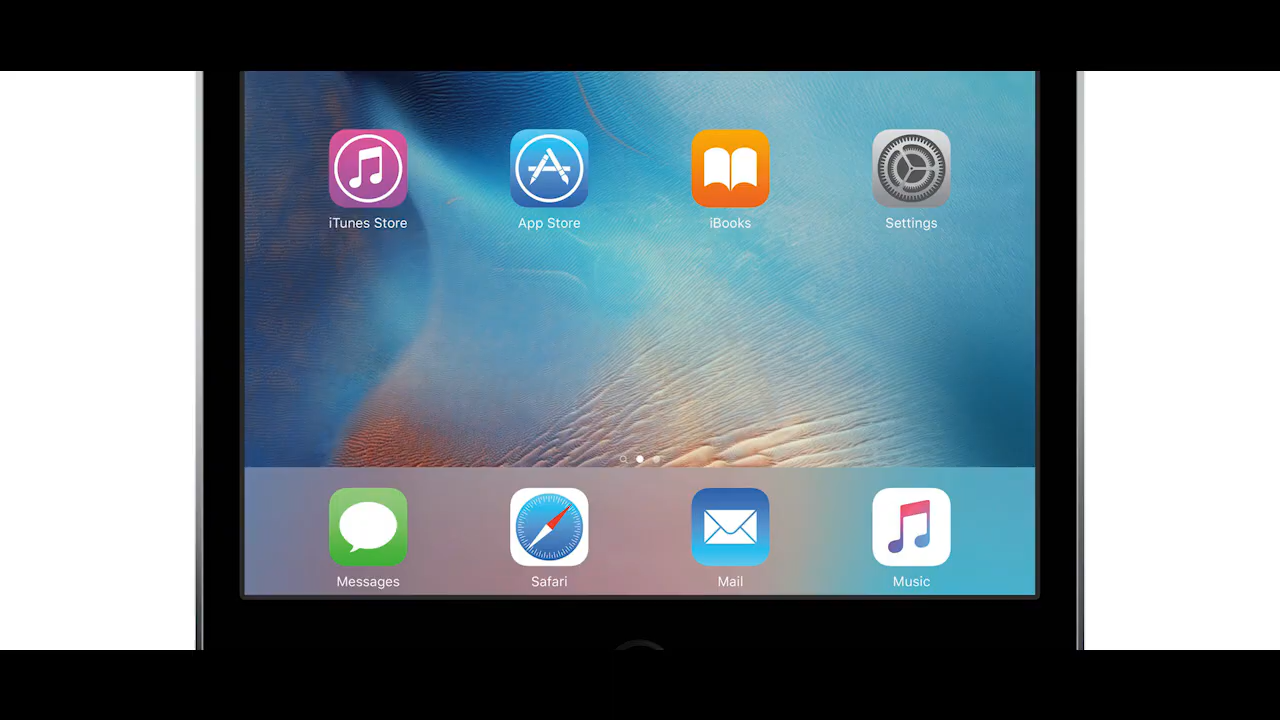 iTunes Store
App Store
iBooks
Settings
Messages
Safari
Mail
Music